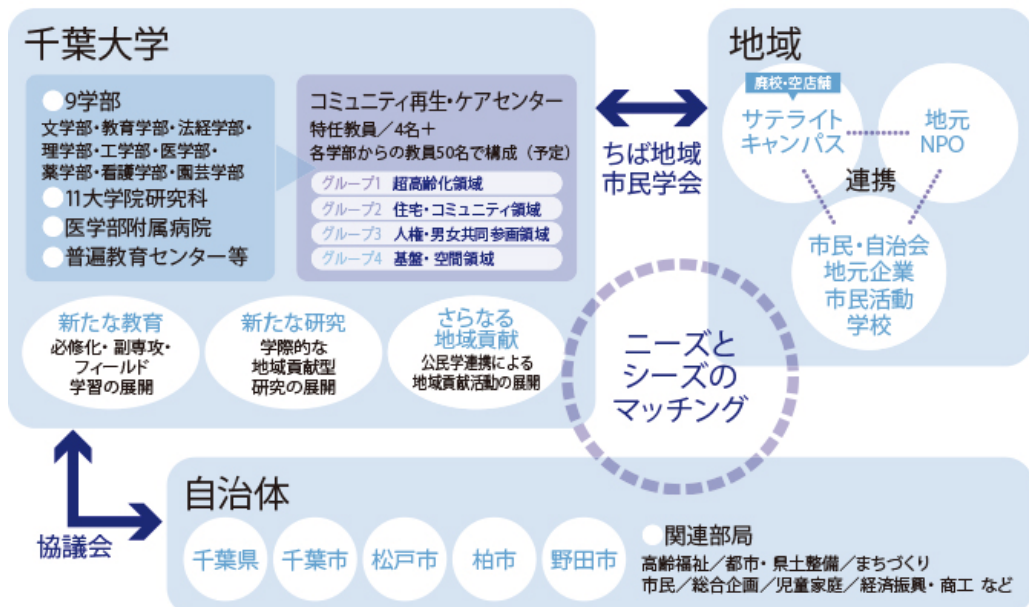 千葉大学
●9学部
文学部・教育学部・法経学部・
理学部・工学部・医学部・
薬学部・看護学部・園芸学部
●11大学院研究科
●医学部附属病院
●普遍教育センター等
コミュニティ再生・ケアセンター
特任教員／4名＋
各学部からの教員50名で構成（予定）
グループ1 超高齢化領域
グループ2 住宅・コミュニティ領域
グループ3 人権・男女共同参画領域
グループ4 基盤・空間領域
新たな教育
必修化・副専攻・
フィールド
学習の展開
新たな研究
学際的な
地域貢献型
研究の展開
さらなる
地域貢献
公民学連携による
地域貢献活動の展開
ちば地域
市民学会
地域
廃校・空店舗
サテライト
キャンパス
地元
NPO
連携
市民・自治会
地元企業
市民活動
学校
ニーズと
シーズの
マッチング
協議会
自治体
千葉県
千葉市
松戸市
柏市
野田市
●関連部局
高齢福祉／都市・県土整備／まちづくり
市民／総合企画／児童家庭／経済振興・商工 など